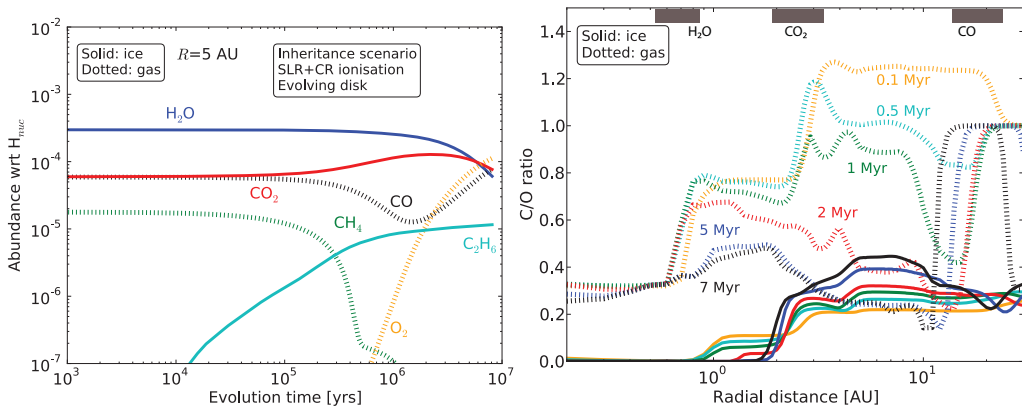 Solid: ice
Dotted: gas
R=5 AU
Inheritance scenario
SLR+CR ionisation
Evolving disk
H₂O
CO₂
CO
CH₄
C₂H₆
O₂
10⁻²
10⁻³
10⁻⁴
10⁻⁵
10⁻⁶
10⁻⁷
Abundance wrt H_nuc
10³ 10⁴ 10⁵ 10⁶ 10⁷
Evolution time [yrs]
Solid: ice
Dotted: gas
H₂O CO₂ CO
0.1 Myr
0.5 Myr
1 Myr
2 Myr
5 Myr
7 Myr
1.4
1.2
1.0
0.8
0.6
0.4
0.2
0.0
C/O ratio
10⁰ 10¹
Radial distance [AU]